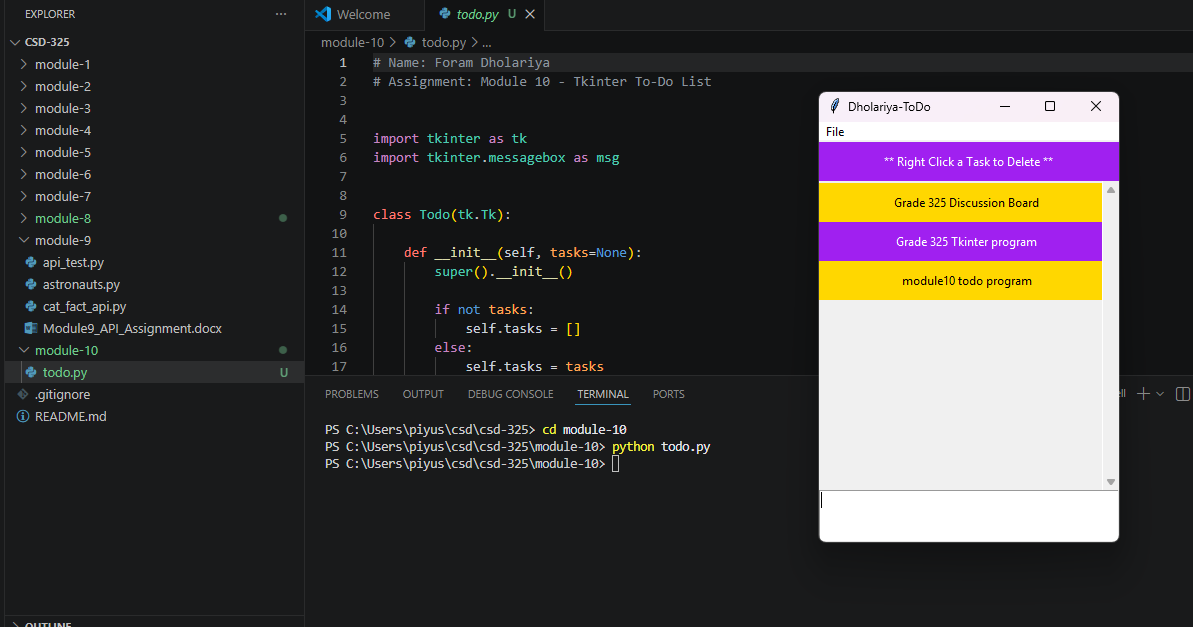 EXPLORER
CSD-325
module-1
module-2
module-3
module-4
module-5
module-6
module-7
module-8
module-9
api_test.py
astronauts.py
cat_fact_api.py
Module9_API_Assignment.docx
module-10
todo.py U
.gitignore
README.md
OUTLINE
Welcome
todo.py U
module-10 > todo.py > ...
1 # Name: Foram Dholariya
2 # Assignment: Module 10 - Tkinter To-Do List
3
4
5 import tkinter as tk
6 import tkinter.messagebox as msg
7
8
9 class Todo(tk.Tk):
10
11 def __init__(self, tasks=None):
12 super().__init__()
13
14 if not tasks:
15 self.tasks = []
16 else:
17 self.tasks = tasks
PROBLEMS OUTPUT DEBUG CONSOLE TERMINAL PORTS
PS C:\Users\piyus\csd\csd-325> cd module-10
PS C:\Users\piyus\csd\csd-325\module-10> python todo.py
PS C:\Users\piyus\csd\csd-325\module-10>
Dholariya-ToDo
File
** Right Click a Task to Delete **
Grade 325 Discussion Board
Grade 325 Tkinter program
module10 todo program